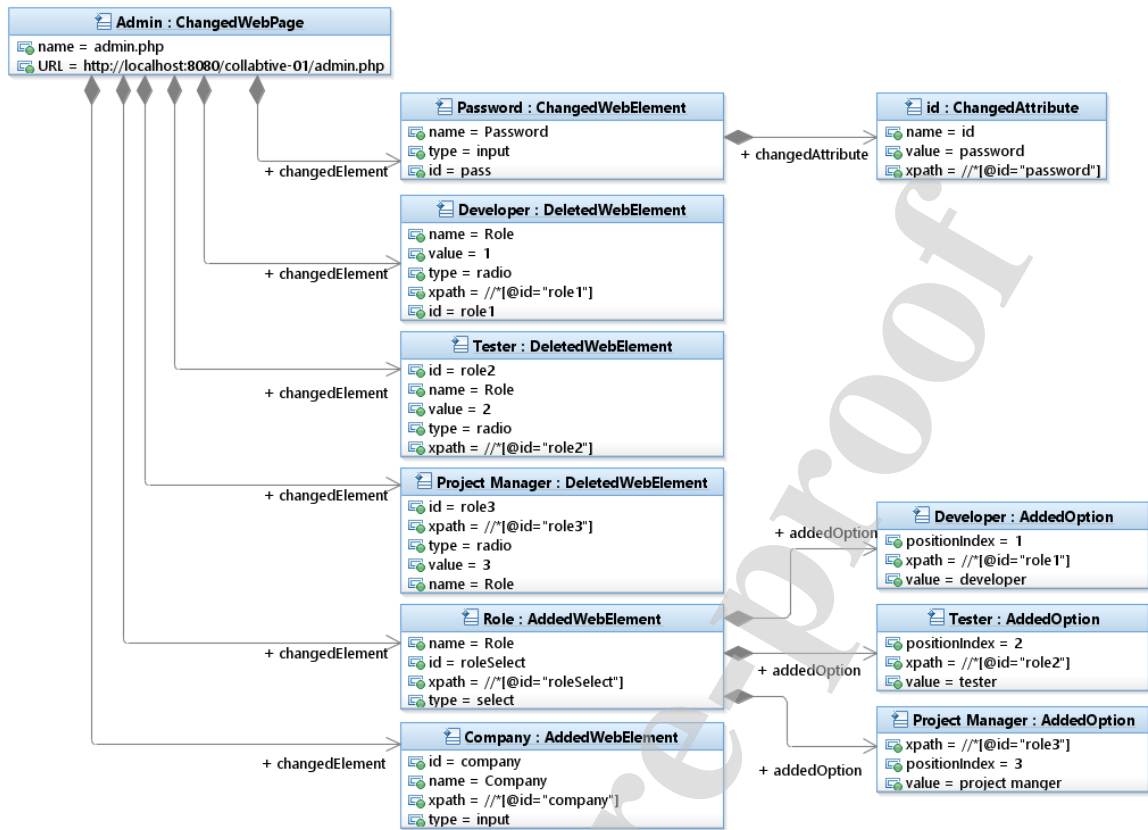 Admin : ChangedWebPage
name = admin.php
URL = http://localhost:8080/collabtive-01/admin.php
Password : ChangedWebElement
name = Password
type = input
id = pass
+ changedElement
id : ChangedAttribute
name = id
value = password
xpath = //*[@id="password"]
+ changedAttribute
Developer : DeletedWebElement
name = Role
value = 1
type = radio
xpath = //*[@id="role1"]
id = role1
+ changedElement
Tester : DeletedWebElement
id = role2
name = Role
value = 2
type = radio
xpath = //*[@id="role2"]
+ changedElement
Project Manager : DeletedWebElement
id = role3
xpath = //*[@id="role3"]
type = radio
value = 3
name = Role
+ changedElement
Role : AddedWebElement
name = Role
id = roleSelect
xpath = //*[@id="roleSelect"]
type = select
+ changedElement
+ addedOption
Developer : AddedOption
positionIndex = 1
xpath = //*[@id="role1"]
value = developer
+ addedOption
Tester : AddedOption
positionIndex = 2
xpath = //*[@id="role2"]
value = tester
+ addedOption
Project Manager : AddedOption
xpath = //*[@id="role3"]
positionIndex = 3
value = project manger
Company : AddedWebElement
id = company
name = Company
xpath = //*[@id="company"]
type = input
+ changedElement
re-proof